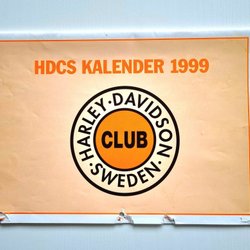 HDCS KALENDER 1999
HARLEY·DAVIDSON
CLUB
·SWEDEN·